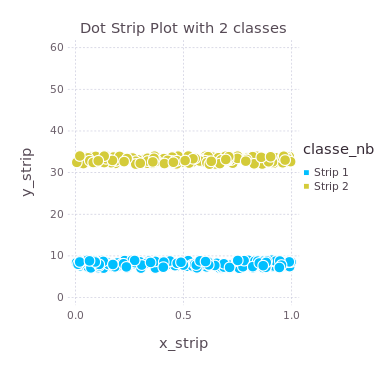 Dot Strip Plot with 2 classes
60
50
40
30
20
10
0
y_strip
0.0
0.5
1.0
x_strip
classe_nb
Strip 1
Strip 2